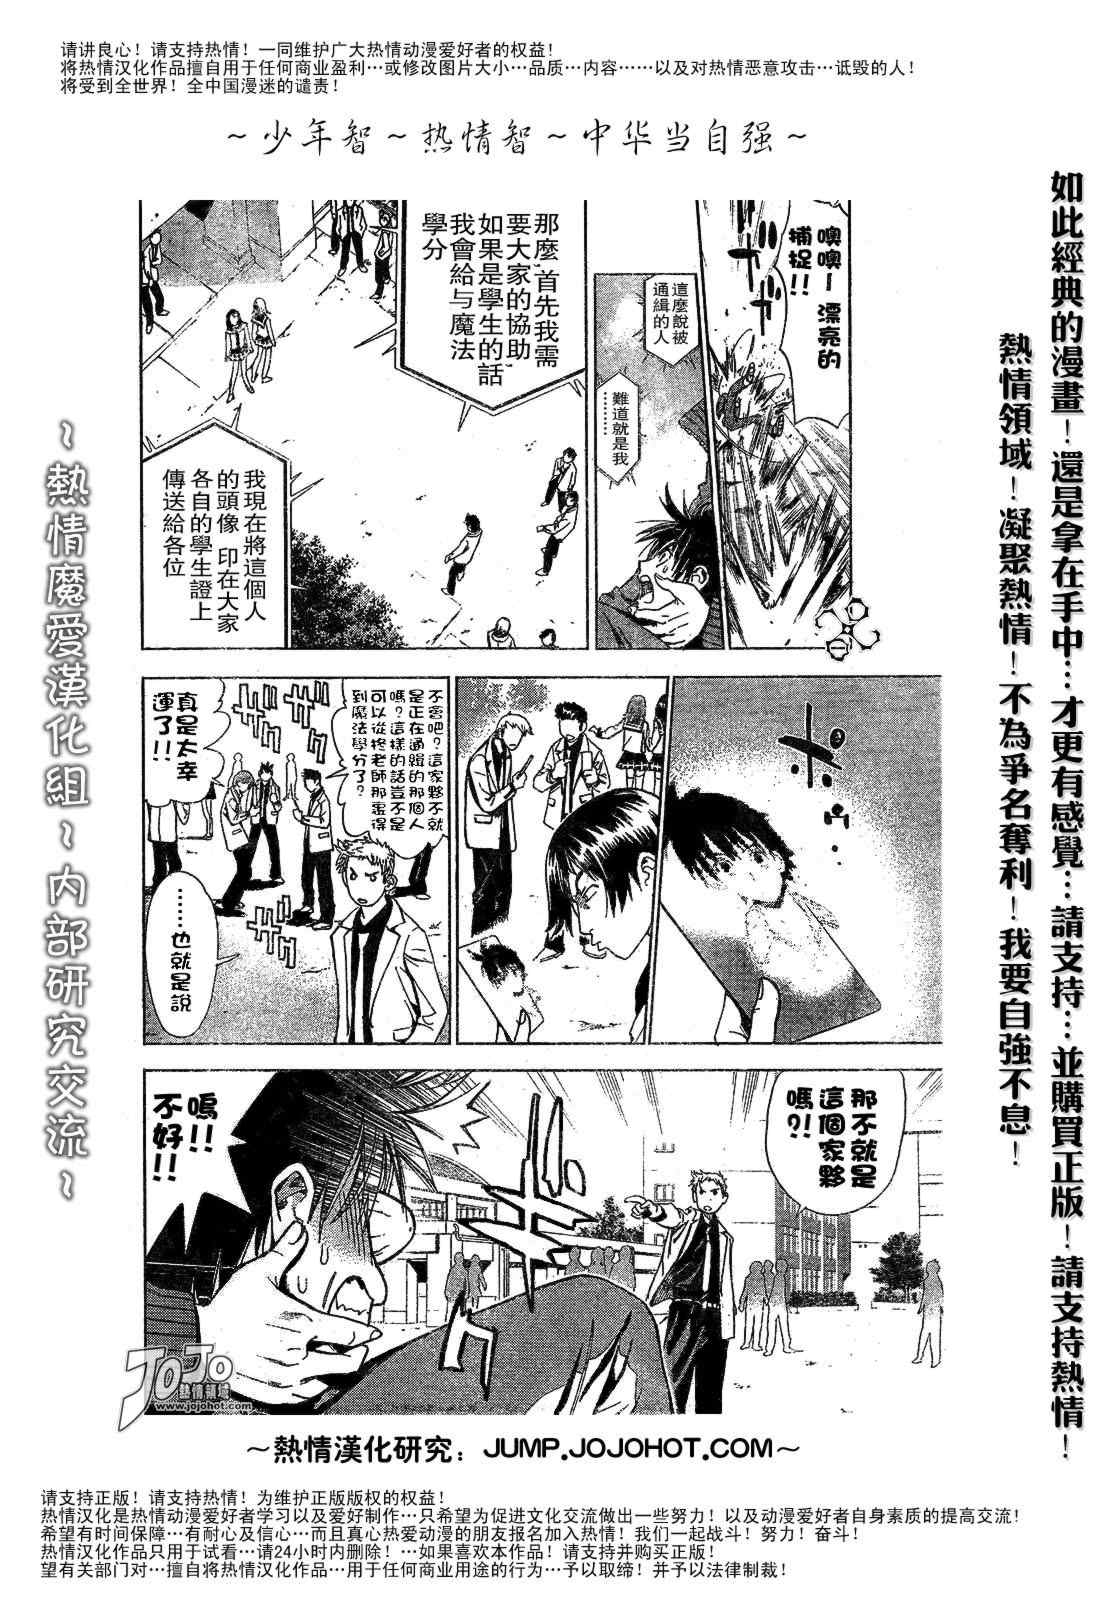 请讲良心！请支持热情！一同维护广大热情动漫爱好者的权益！
将热情汉化作品擅自用于任何商业盈利…或修改图片大小…品质…内容……以及对热情恶意攻击…诋毁的人！
将受到全世界！全中国漫迷的谴责！
～少年智～热情智～中华当自强～
如此經典的漫畫！還是拿在手中…才更有感覺…請支持…並購買正版！請支持熱情！
熱情領域！凝聚熱情！不為爭名奪利！我要自強不息！
～熱情魔愛漢化組～内部研究交流～
噢噢－漂亮的
捕捉!!
這麼說被
通緝的人
難道就是我
………
那麼,首先我需
要大家的協助,
如果是學生的話
我會給与魔法
學分
我現在將這個人
的頭像 印在大家
各自的學生證上
傳送給各位
不會吧?這家夥不就
是正在通緝的那個人
嗎?這樣的話豈不是
可以從柊老師那裏得
到魔法學分了?
真是太幸
運了!!
……也就是說
ザワザワ
ザワザワ
那不就是
這個家夥
嗎?!
嗚!!
不好!!
JOJO
熱情領域
www.jojohot.com
～熱情漢化研究：JUMP.JOJOHOT.COM～
请支持正版！请支持热情！为维护正版版权的权益！
热情汉化是热情动漫爱好者学习以及爱好制作…只希望为促进文化交流做出一些努力！以及动漫爱好者自身素质的提高交流！
希望有时间保障…有耐心及信心…而且真心热爱动漫的朋友报名加入热情！我们一起战斗！努力！奋斗！
热情汉化作品只用于试看…请24小时内删除！…如果喜欢本作品！请支持并购买正版！
望有关部门对…擅自将热情汉化作品…用于任何商业用途的行为…予以取缔！并予以法律制裁！